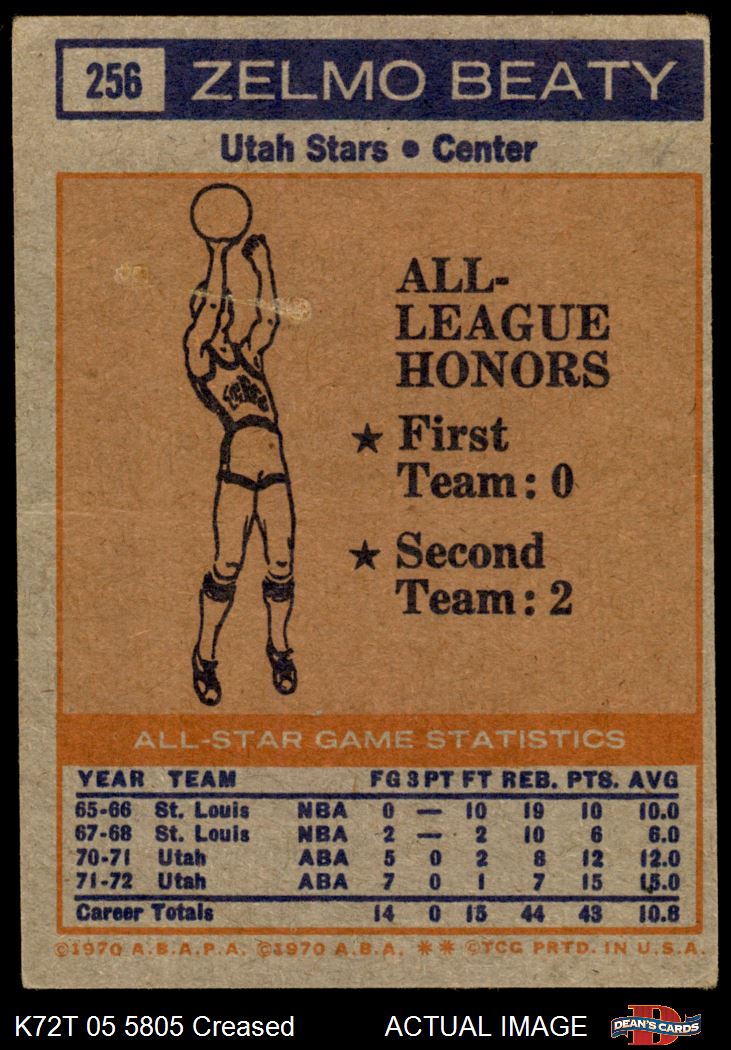 256 ZELMO BEATY
Utah Stars • Center
ALL-
LEAGUE
HONORS
★ First
Team: 0
★ Second
Team: 2
ALL-STAR GAME STATISTICS
YEAR TEAM FG 3PT FT REB. PTS. AVG
65-66 St. Louis NBA 0 — 10 19 10 10.0
67-68 St. Louis NBA 2 — 2 10 6 6.0
70-71 Utah ABA 5 0 2 8 12 12.0
71-72 Utah ABA 7 0 1 7 15 15.0
Career Totals 14 0 15 44 43 10.8
©1970 A.B.A.P.A. ©1970 A.B.A. ** ©TCG PRTD. IN U.S.A.
K72T 05 5805 Creased ACTUAL IMAGE D DEAN'S CARDS